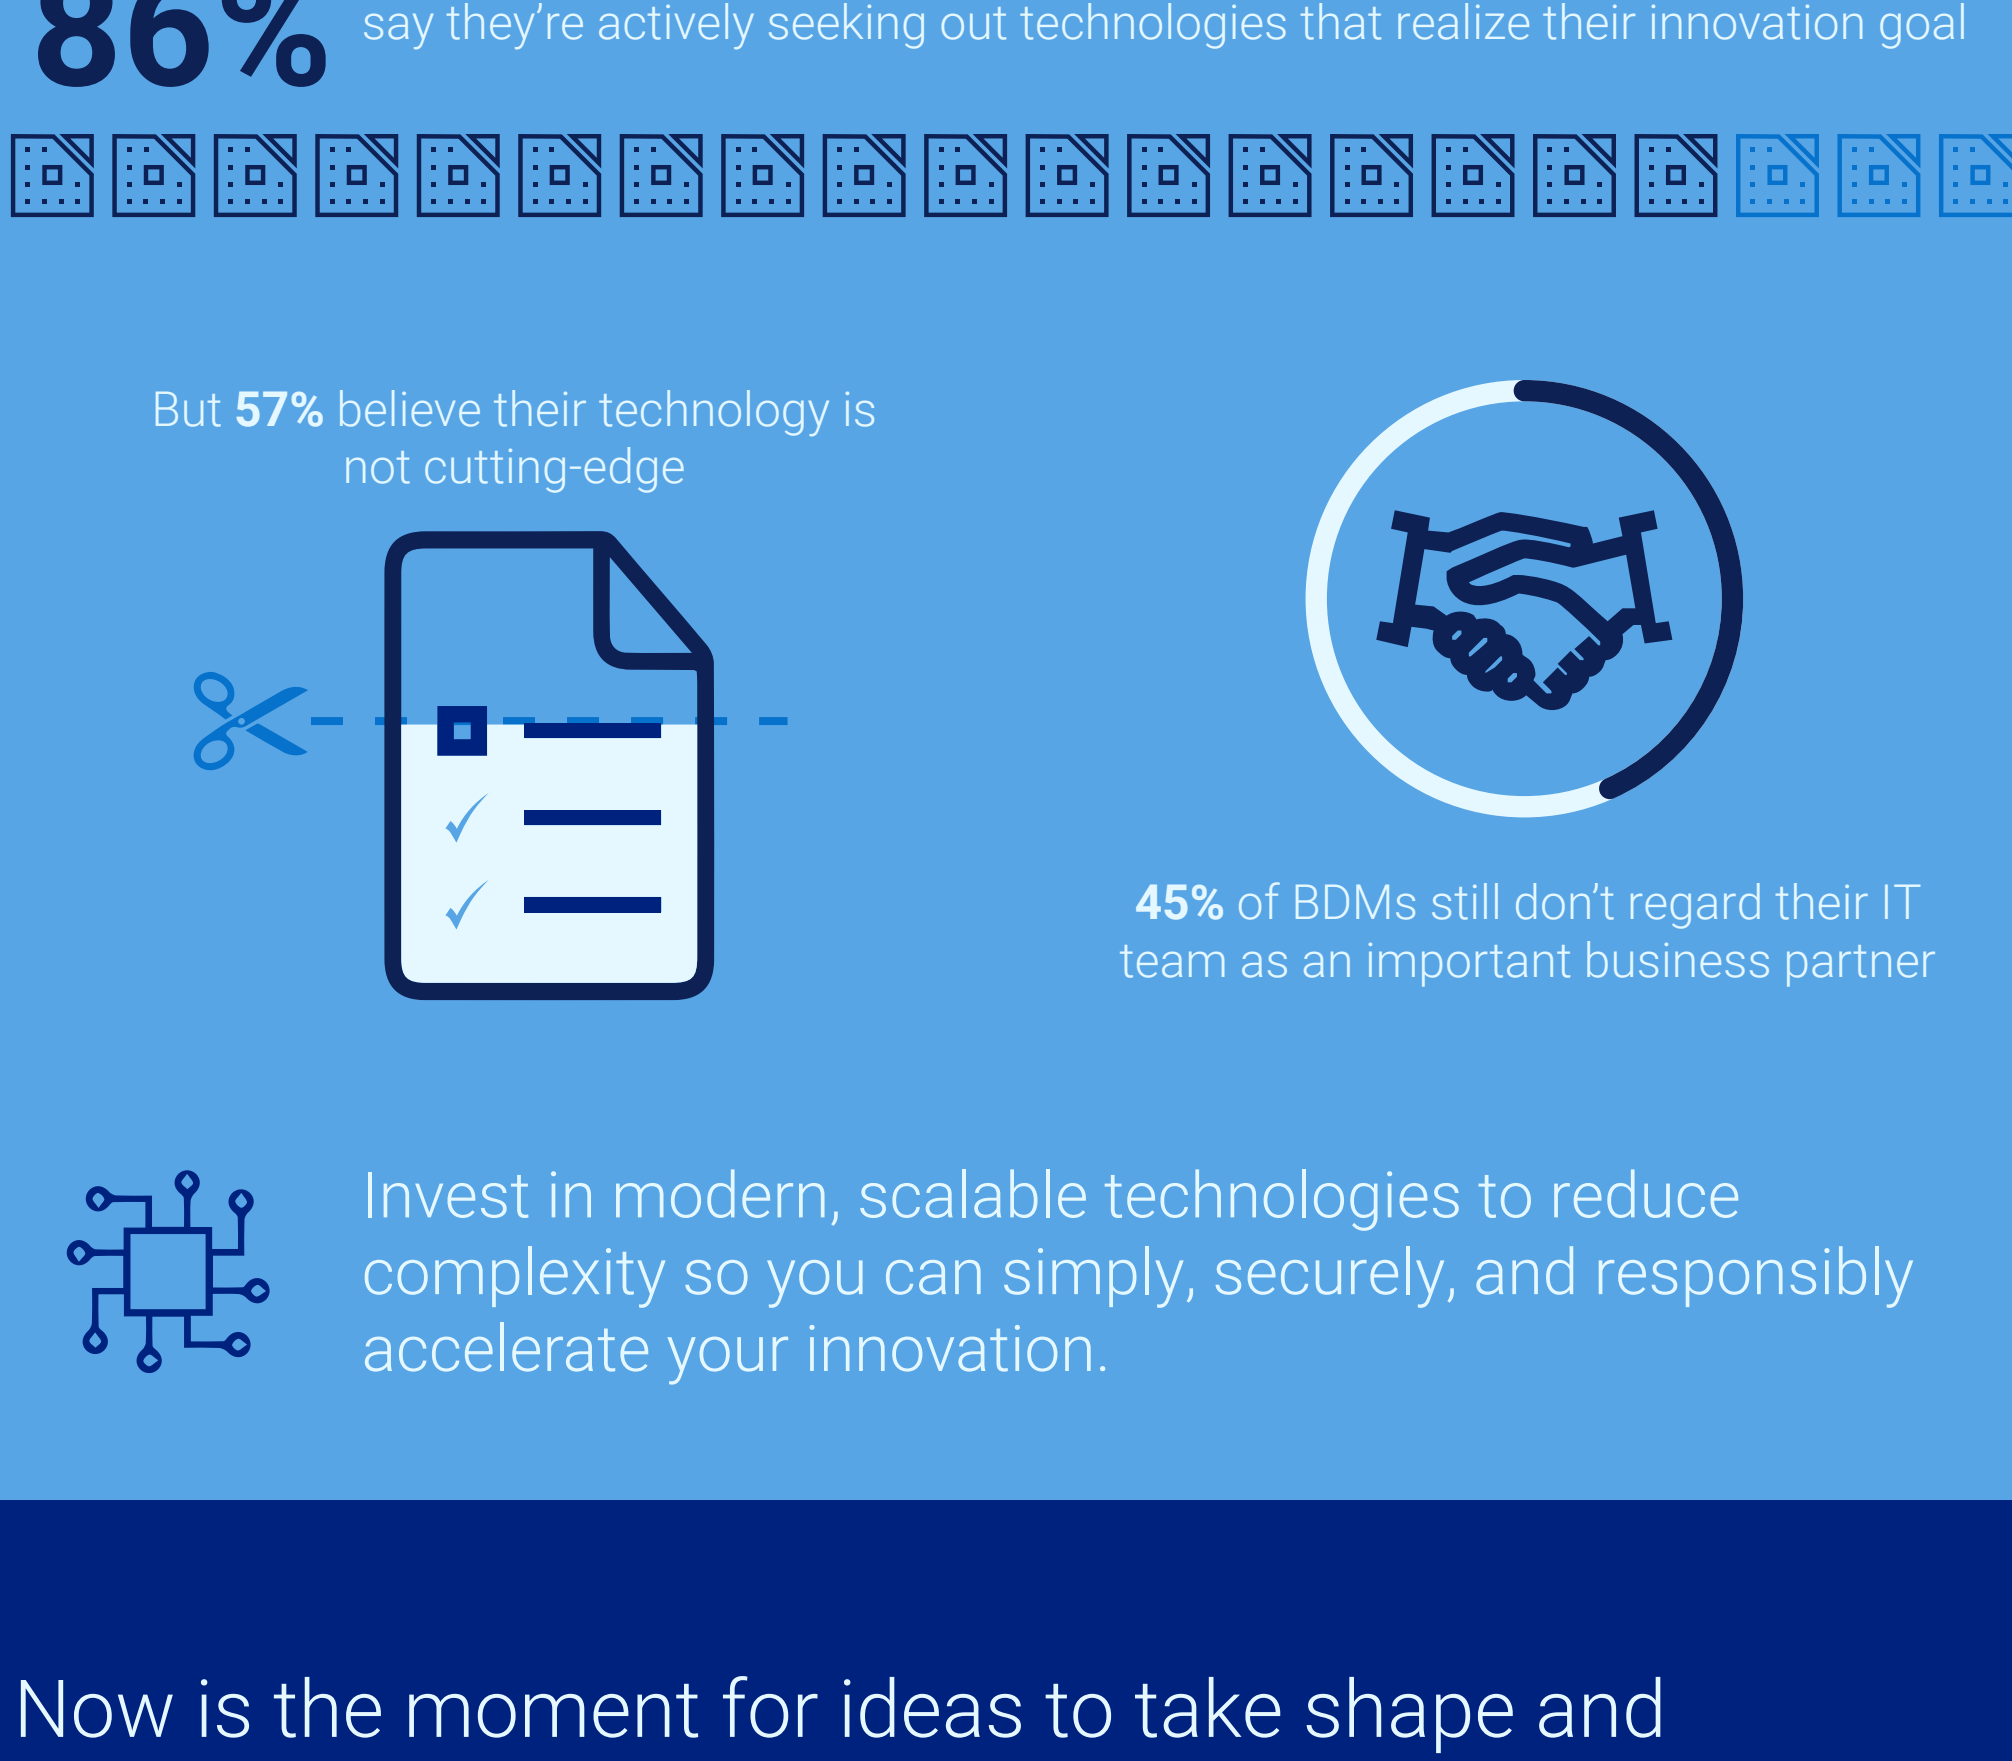 86% say they’re actively seeking out technologies that realize their innovation goal
But 57% believe their technology is
not cutting-edge
45% of BDMs still don’t regard their IT
team as an important business partner
Invest in modern, scalable technologies to reduce
complexity so you can simply, securely, and responsibly
accelerate your innovation.
Now is the moment for ideas to take shape and